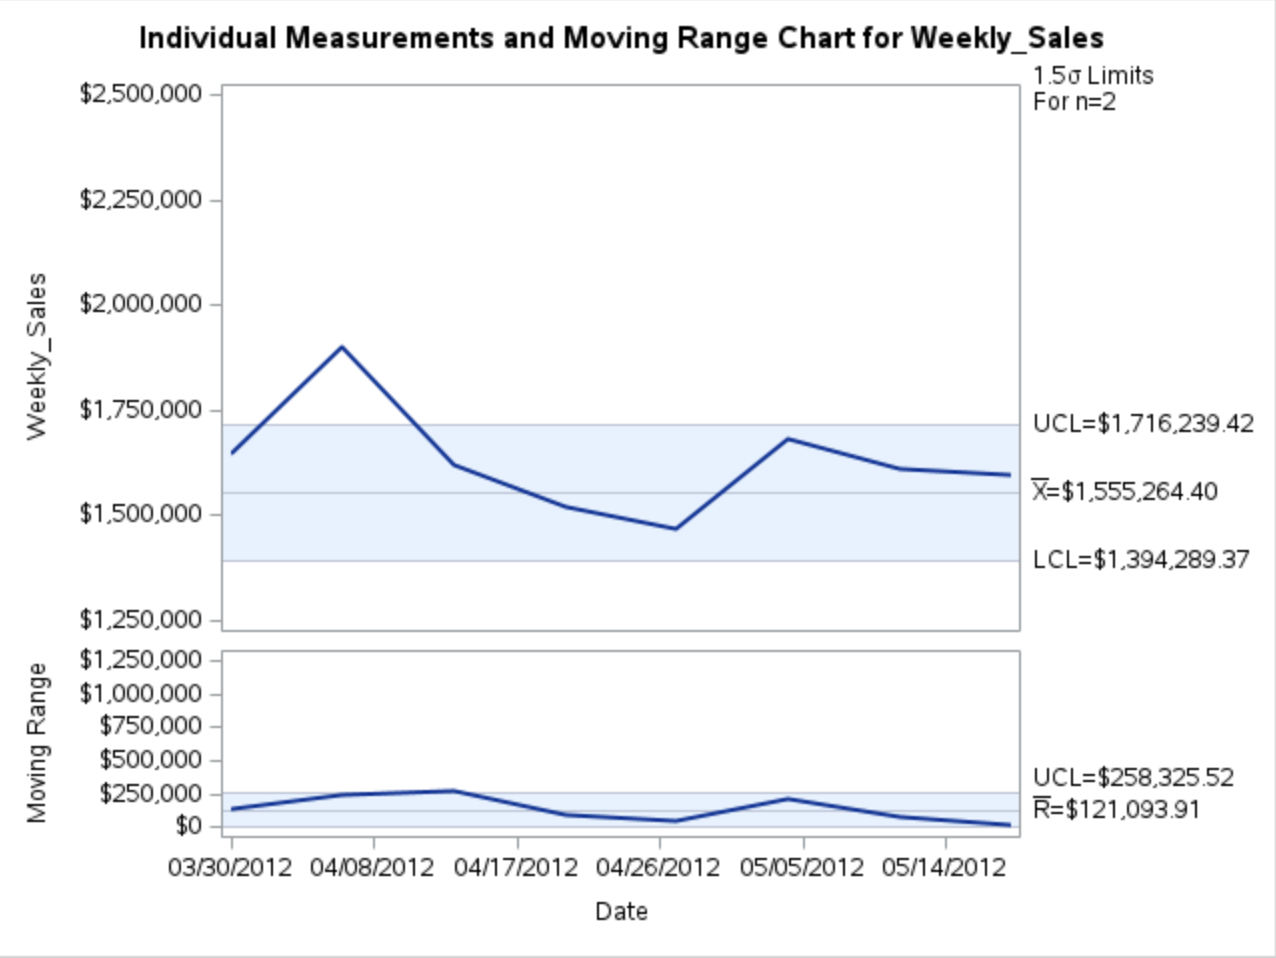 Individual Measurements and Moving Range Chart for Weekly_Sales
1.5σ Limits
For n=2
Weekly_Sales
$2,500,000
$2,250,000
$2,000,000
$1,750,000
$1,500,000
$1,250,000
UCL=$1,716,239.42
X̅=$1,555,264.40
LCL=$1,394,289.37
Moving Range
$1,250,000
$1,000,000
$750,000
$500,000
$250,000
$0
UCL=$258,325.52
R̅=$121,093.91
03/30/2012 04/08/2012 04/17/2012 04/26/2012 05/05/2012 05/14/2012
Date